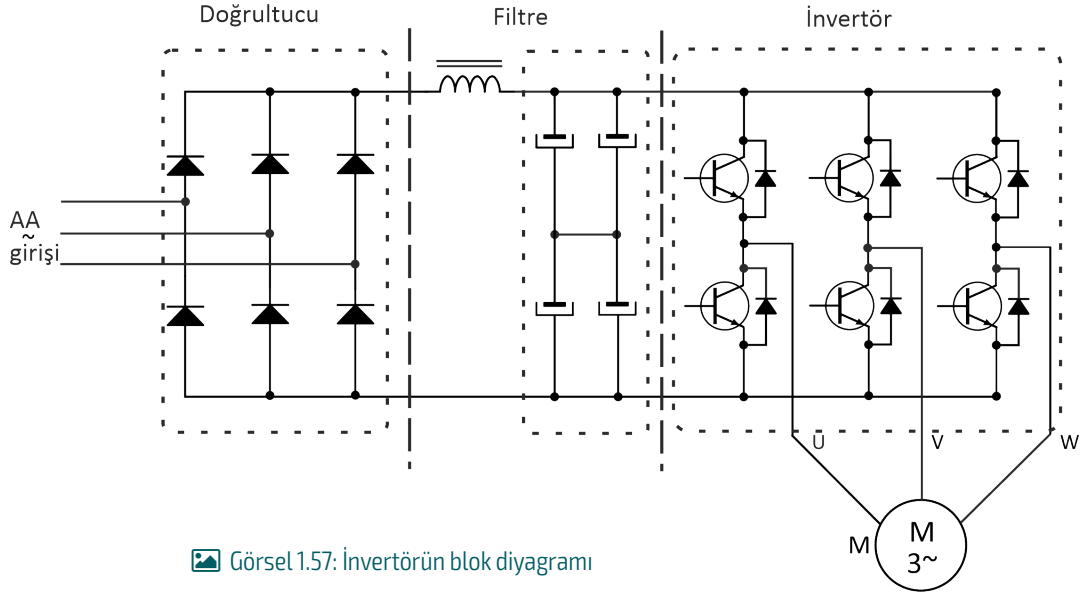 Doğrultucu
Filtre
İnvertör
AA
~
girişi
U
V
W
M
M
3~
Görsel 1.57: İnvertörün blok diyagramı